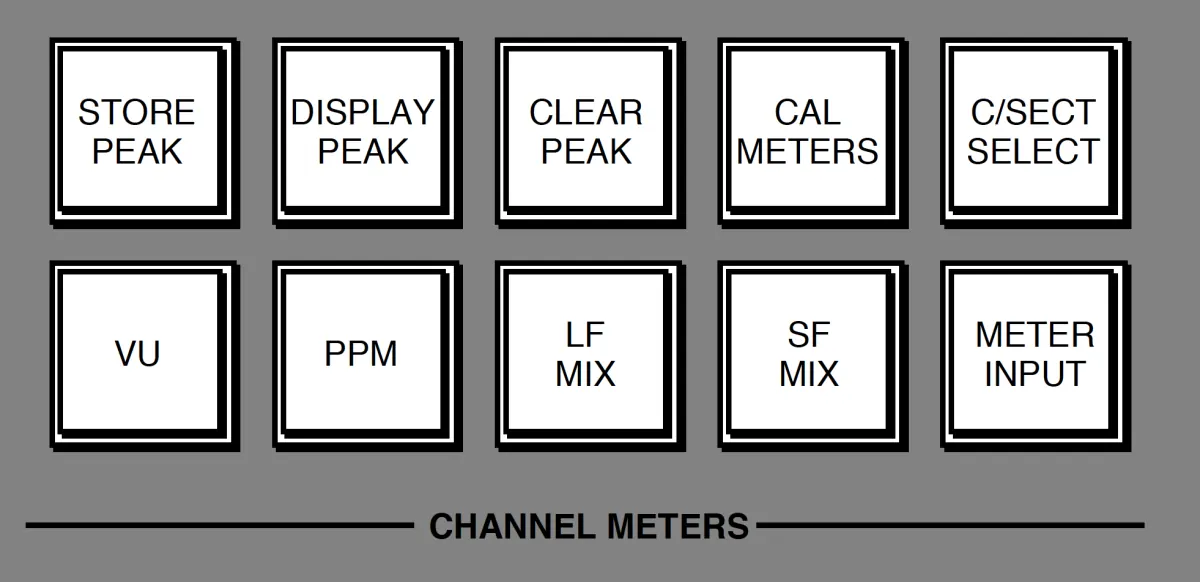 STORE
PEAK
DISPLAY
PEAK
CLEAR
PEAK
CAL
METERS
C/SECT
SELECT
VU
PPM
LF
MIX
SF
MIX
METER
INPUT
CHANNEL METERS